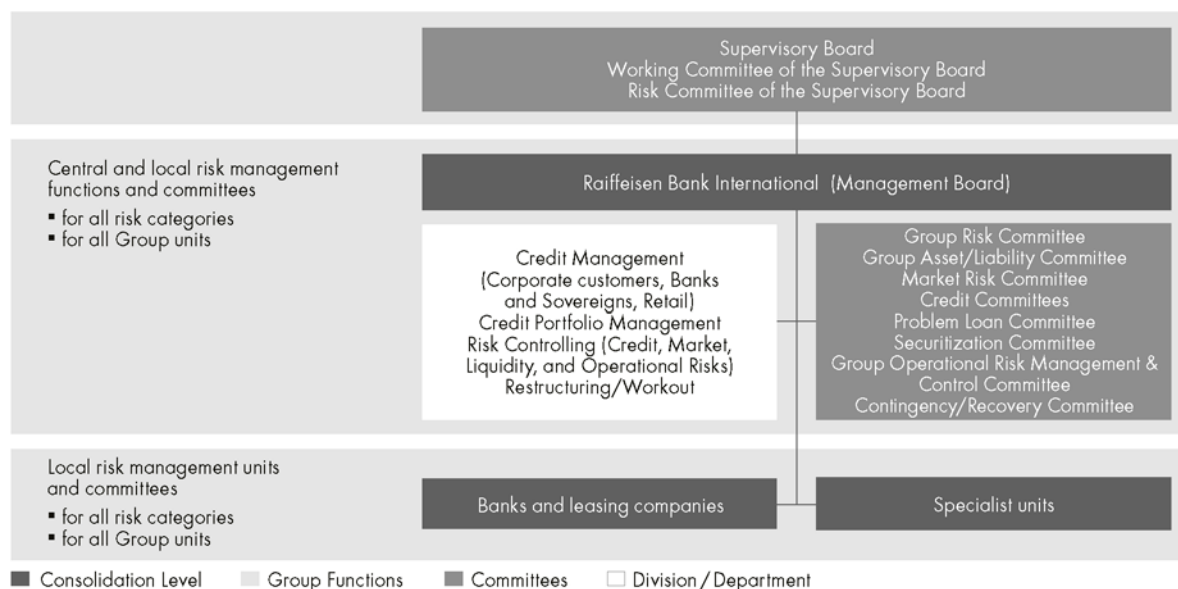 Supervisory Board
Working Committee of the Supervisory Board
Risk Committee of the Supervisory Board
Central and local risk management
functions and committees
▪ for all risk categories
▪ for all Group units
Raiffeisen Bank International (Management Board)
Credit Management
(Corporate customers, Banks
and Sovereigns, Retail)
Credit Portfolio Management
Risk Controlling (Credit, Market,
Liquidity, and Operational Risks)
Restructuring/Workout
Group Risk Committee
Group Asset/Liability Committee
Market Risk Committee
Credit Committees
Problem Loan Committee
Securitization Committee
Group Operational Risk Management &
Control Committee
Contingency/Recovery Committee
Local risk management units
and committees
▪ for all risk categories
▪ for all Group units
Banks and leasing companies
Specialist units
Consolidation Level
Group Functions
Committees
Division/Department